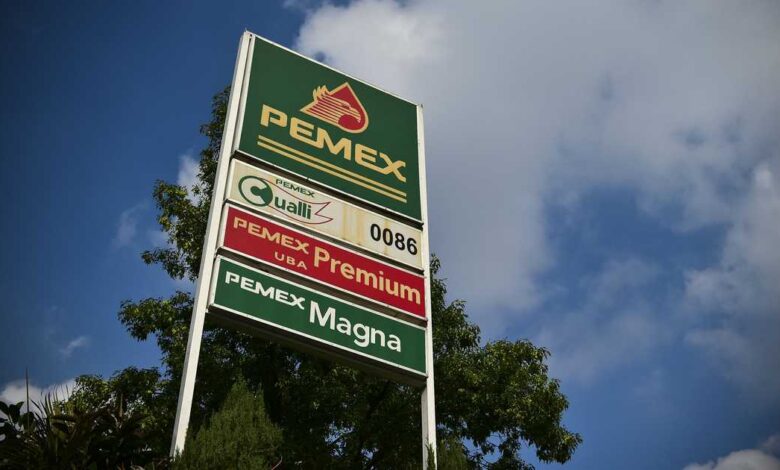 PEMEX
PEMEX
Cualli
0086
PEMEX Premium
UBA
PEMEX Magna